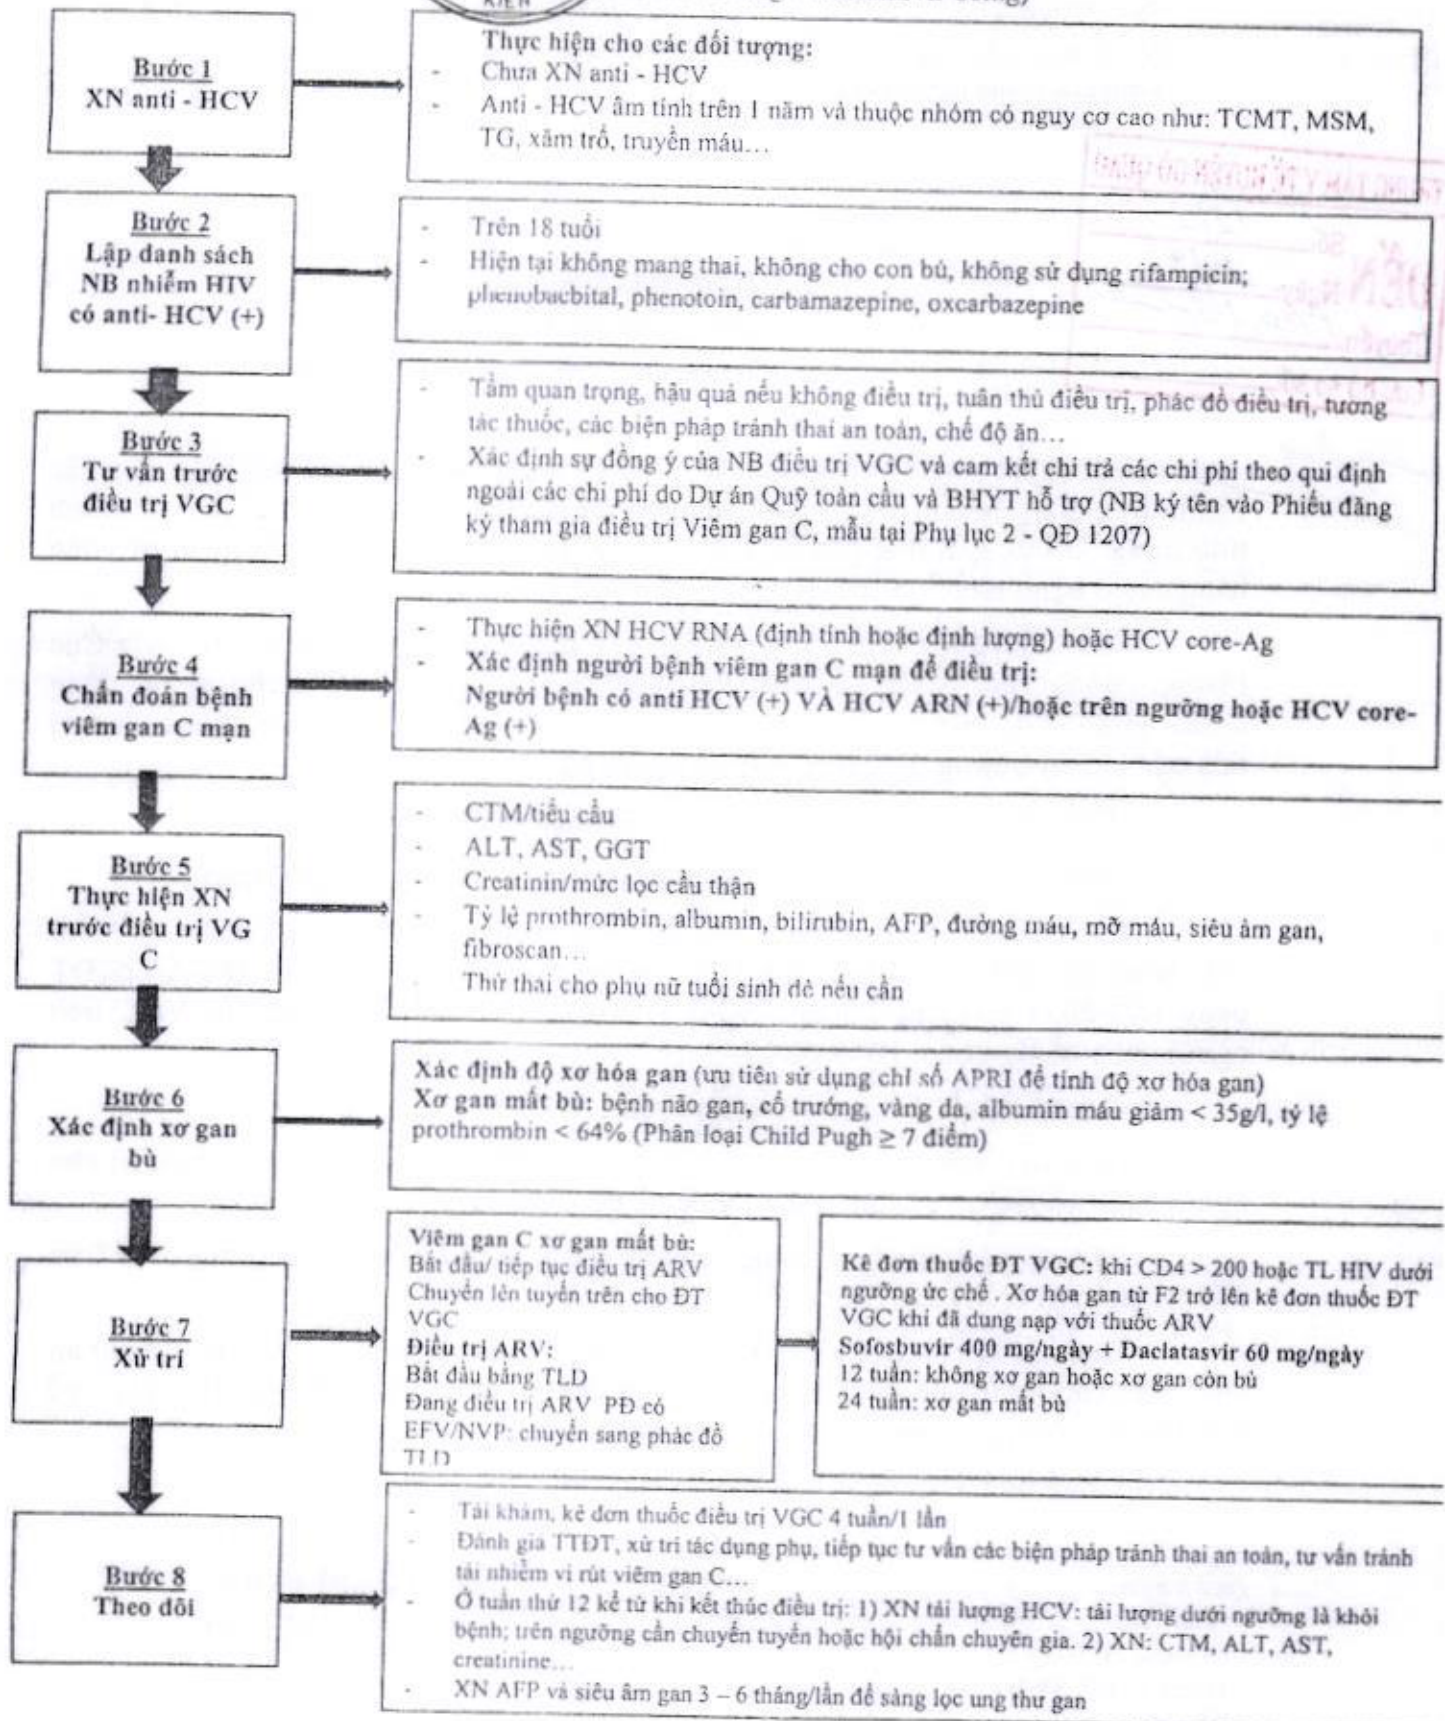 KIẾN
Bước 1
XN anti - HCV
Thực hiện cho các đối tượng:
- Chưa XN anti - HCV
- Anti - HCV âm tính trên 1 năm và thuộc nhóm có nguy cơ cao như: TCMT, MSM,
TG, xăm trổ, truyền máu…
Bước 2
Lập danh sách
NB nhiễm HIV
có anti- HCV (+)
- Trên 18 tuổi
- Hiện tại không mang thai, không cho con bú, không sử dụng rifampicin;
phenobacbital, phenotoin, carbamazepine, oxcarbazepine
TRUNG TÂM Y TẾ HUYỆN ĐÔ LƯƠNG
Số
ĐẾN
Ngày
Chuyển
Bước 3
Tư vấn trước
điều trị VGC
- Tầm quan trọng, hậu quả nếu không điều trị, tuân thủ điều trị, phác đồ điều trị, tương
tác thuốc, các biện pháp tránh thai an toàn, chế độ ăn…
- Xác định sự đồng ý của NB điều trị VGC và cam kết chi trả các chi phí theo qui định
ngoài các chi phí do Dự án Quỹ toàn cầu và BHYT hỗ trợ (NB ký tên vào Phiếu đăng
ký tham gia điều trị Viêm gan C, mẫu tại Phụ lục 2 - QĐ 1207)
Bước 4
Chẩn đoán bệnh
viêm gan C mạn
- Thực hiện XN HCV RNA (định tính hoặc định lượng) hoặc HCV core-Ag
- Xác định người bệnh viêm gan C mạn để điều trị:
Người bệnh có anti HCV (+) VÀ HCV ARN (+)/hoặc trên ngưỡng hoặc HCV core-
Ag (+)
Bước 5
Thực hiện XN
trước điều trị VG
C
- CTM/tiểu cầu
- ALT, AST, GGT
- Creatinin/mức lọc cầu thận
- Tỷ lệ prothrombin, albumin, bilirubin, AFP, đường máu, mỡ máu, siêu âm gan,
fibroscan…
- Thử thai cho phụ nữ tuổi sinh đẻ nếu cần
Bước 6
Xác định xơ gan
bù
Xác định độ xơ hóa gan (ưu tiên sử dụng chỉ số APRI để tính độ xơ hóa gan)
Xơ gan mất bù: bệnh não gan, cổ trướng, vàng da, albumin máu giảm < 35g/l, tỷ lệ
prothrombin < 64% (Phân loại Child Pugh ≥ 7 điểm)
Bước 7
Xử trí
Viêm gan C xơ gan mất bù:
Bắt đầu/ tiếp tục điều trị ARV
Chuyển lên tuyến trên cho ĐT
VGC
Điều trị ARV:
Bắt đầu bằng TLD
Đang điều trị ARV PĐ có
EFV/NVP: chuyển sang phác đồ
TLD
Kê đơn thuốc ĐT VGC: khi CD4 > 200 hoặc TL HIV dưới
ngưỡng ức chế . Xơ hóa gan từ F2 trở lên kê đơn thuốc ĐT
VGC khi đã dung nạp với thuốc ARV
Sofosbuvir 400 mg/ngày + Daclatasvir 60 mg/ngày
12 tuần: không xơ gan hoặc xơ gan còn bù
24 tuần: xơ gan mất bù
Bước 8
Theo dõi
- Tái khám, kê đơn thuốc điều trị VGC 4 tuần/1 lần
- Đánh giá TTĐT, xử trí tác dụng phụ, tiếp tục tư vấn các biện pháp tránh thai an toàn, tư vấn tránh
tái nhiễm vi rút viêm gan C…
- Ở tuần thứ 12 kể từ khi kết thúc điều trị: 1) XN tải lượng HCV: tải lượng dưới ngưỡng là khỏi
bệnh; trên ngưỡng cần chuyển tuyến hoặc hội chẩn chuyên gia. 2) XN: CTM, ALT, AST,
creatinine…
- XN AFP và siêu âm gan 3 – 6 tháng/lần để sàng lọc ung thư gan